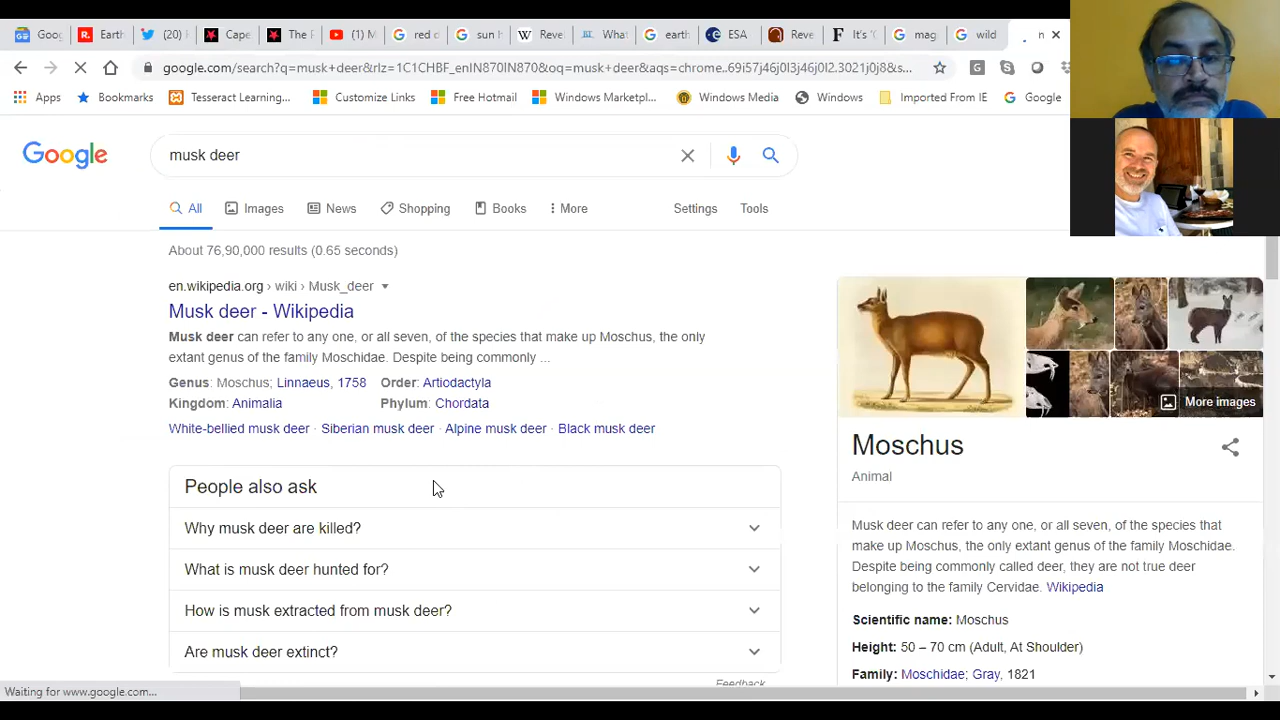 Goog
Earth
(20)
Cape
The F
(1) M
red d
sun h
Reve
What
earth
ESA
Reve
It's '
mag
wild
n
google.com/search?q=musk+deer&rlz=1C1CHBF_enIN870IN870&oq=musk+deer&aqs=chrome..69i57j46j0l3j46j0l2.3021j0j8&s...
Apps
Bookmarks
Tesseract Learning...
Customize Links
Free Hotmail
Windows Marketpl...
Windows Media
Windows
Imported From IE
Google
Google
musk deer
All
Images
News
Shopping
Books
More
Settings
Tools
About 76,90,000 results (0.65 seconds)
en.wikipedia.org › wiki › Musk_deer
Musk deer - Wikipedia
Musk deer can refer to any one, or all seven, of the species that make up Moschus, the only
extant genus of the family Moschidae. Despite being commonly ...
Genus: Moschus; Linnaeus, 1758 Order: Artiodactyla
Kingdom: Animalia Phylum: Chordata
White-bellied musk deer · Siberian musk deer · Alpine musk deer · Black musk deer
People also ask
Why musk deer are killed?
What is musk deer hunted for?
How is musk extracted from musk deer?
Are musk deer extinct?
Feedback
More images
Moschus
Animal
Musk deer can refer to any one, or all seven, of the species that
make up Moschus, the only extant genus of the family Moschidae.
Despite being commonly called deer, they are not true deer
belonging to the family Cervidae. Wikipedia
Scientific name: Moschus
Height: 50 – 70 cm (Adult, At Shoulder)
Family: Moschidae; Gray, 1821
Waiting for www.google.com...